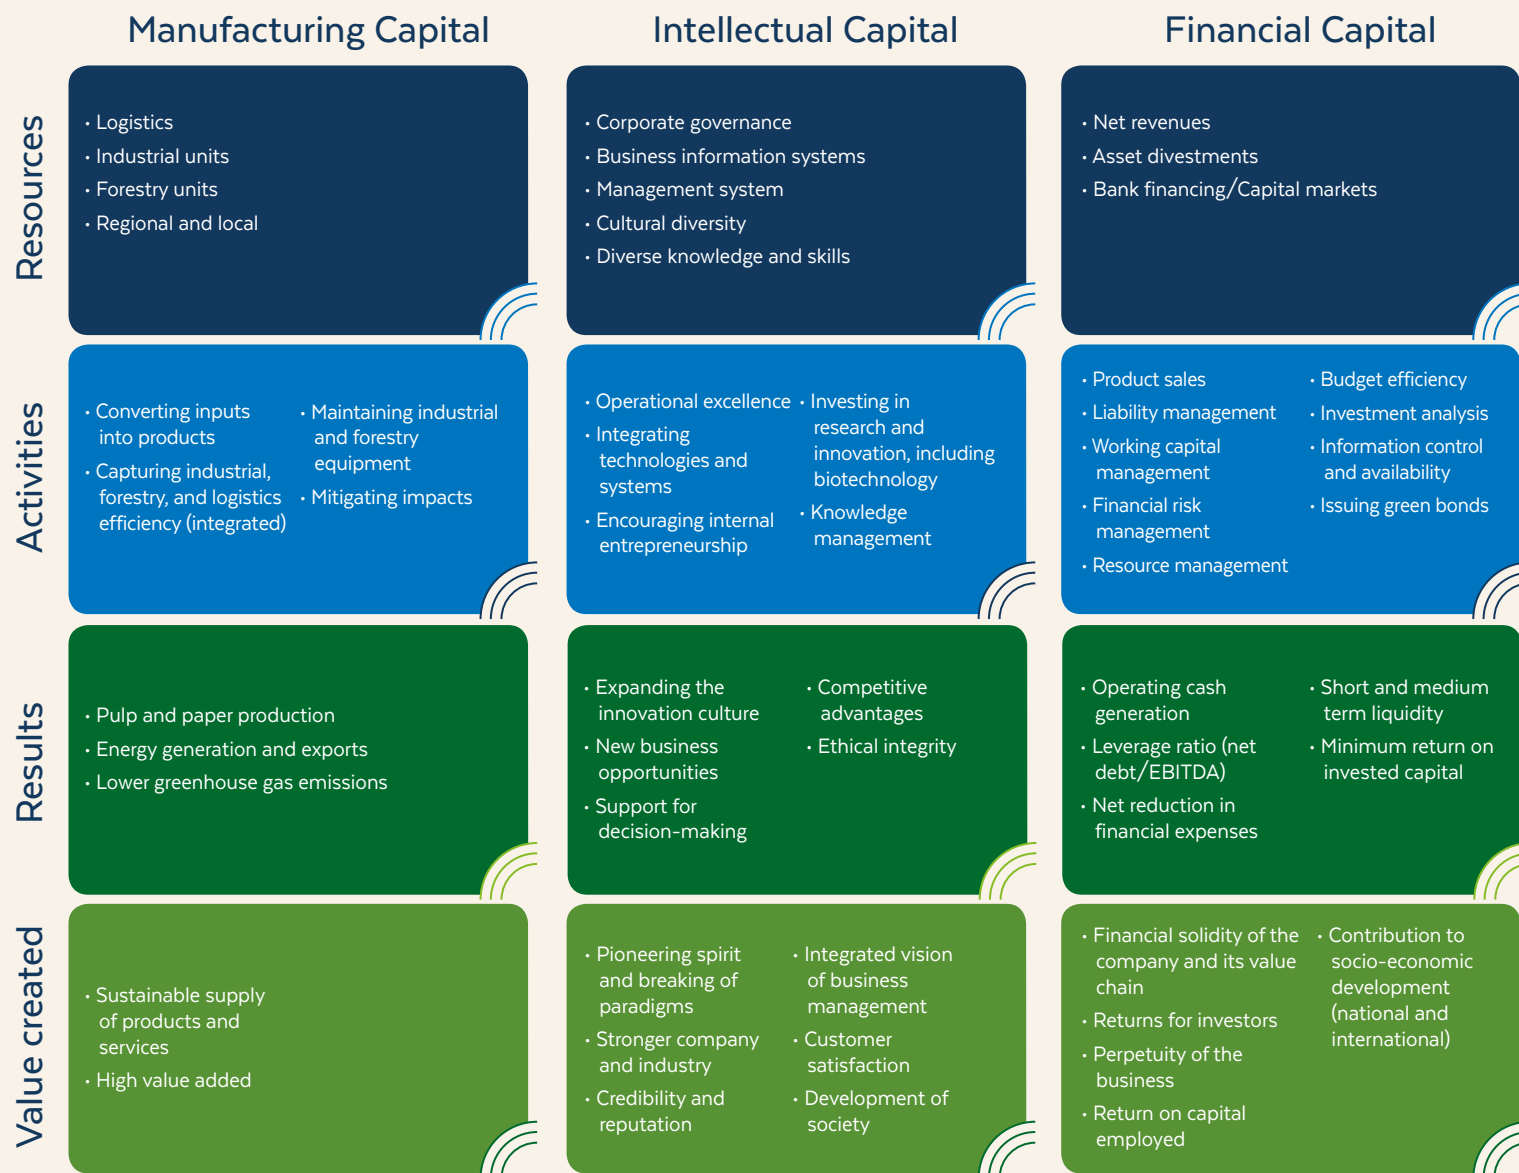 Manufacturing Capital
Intellectual Capital
Financial Capital
Resources
· Logistics
· Industrial units
· Forestry units
· Regional and local
· Corporate governance
· Business information systems
· Management system
· Cultural diversity
· Diverse knowledge and skills
· Net revenues
· Asset divestments
· Bank financing/Capital markets
Activities
· Converting inputs
into products
· Capturing industrial,
forestry, and logistics
efficiency (integrated)
· Maintaining industrial
and forestry
equipment
· Mitigating impacts
· Operational excellence
· Integrating
technologies and
systems
· Encouraging internal
entrepreneurship
· Investing in
research and
innovation, including
biotechnology
· Knowledge
management
· Product sales
· Liability management
· Working capital
management
· Financial risk
management
· Resource management
· Budget efficiency
· Investment analysis
· Information control
and availability
· Issuing green bonds
Results
· Pulp and paper production
· Energy generation and exports
· Lower greenhouse gas emissions
· Expanding the
innovation culture
· New business
opportunities
· Support for
decision-making
· Competitive
advantages
· Ethical integrity
· Operating cash
generation
· Leverage ratio (net
debt/EBITDA)
· Net reduction in
financial expenses
· Short and medium
term liquidity
· Minimum return on
invested capital
Value created
· Sustainable supply
of products and
services
· High value added
· Pioneering spirit
and breaking of
paradigms
· Stronger company
and industry
· Credibility and
reputation
· Integrated vision
of business
management
· Customer
satisfaction
· Development of
society
· Financial solidity of the
company and its value
chain
· Returns for investors
· Perpetuity of the
business
· Return on capital
employed
· Contribution to
socio-economic
development
(national and
international)